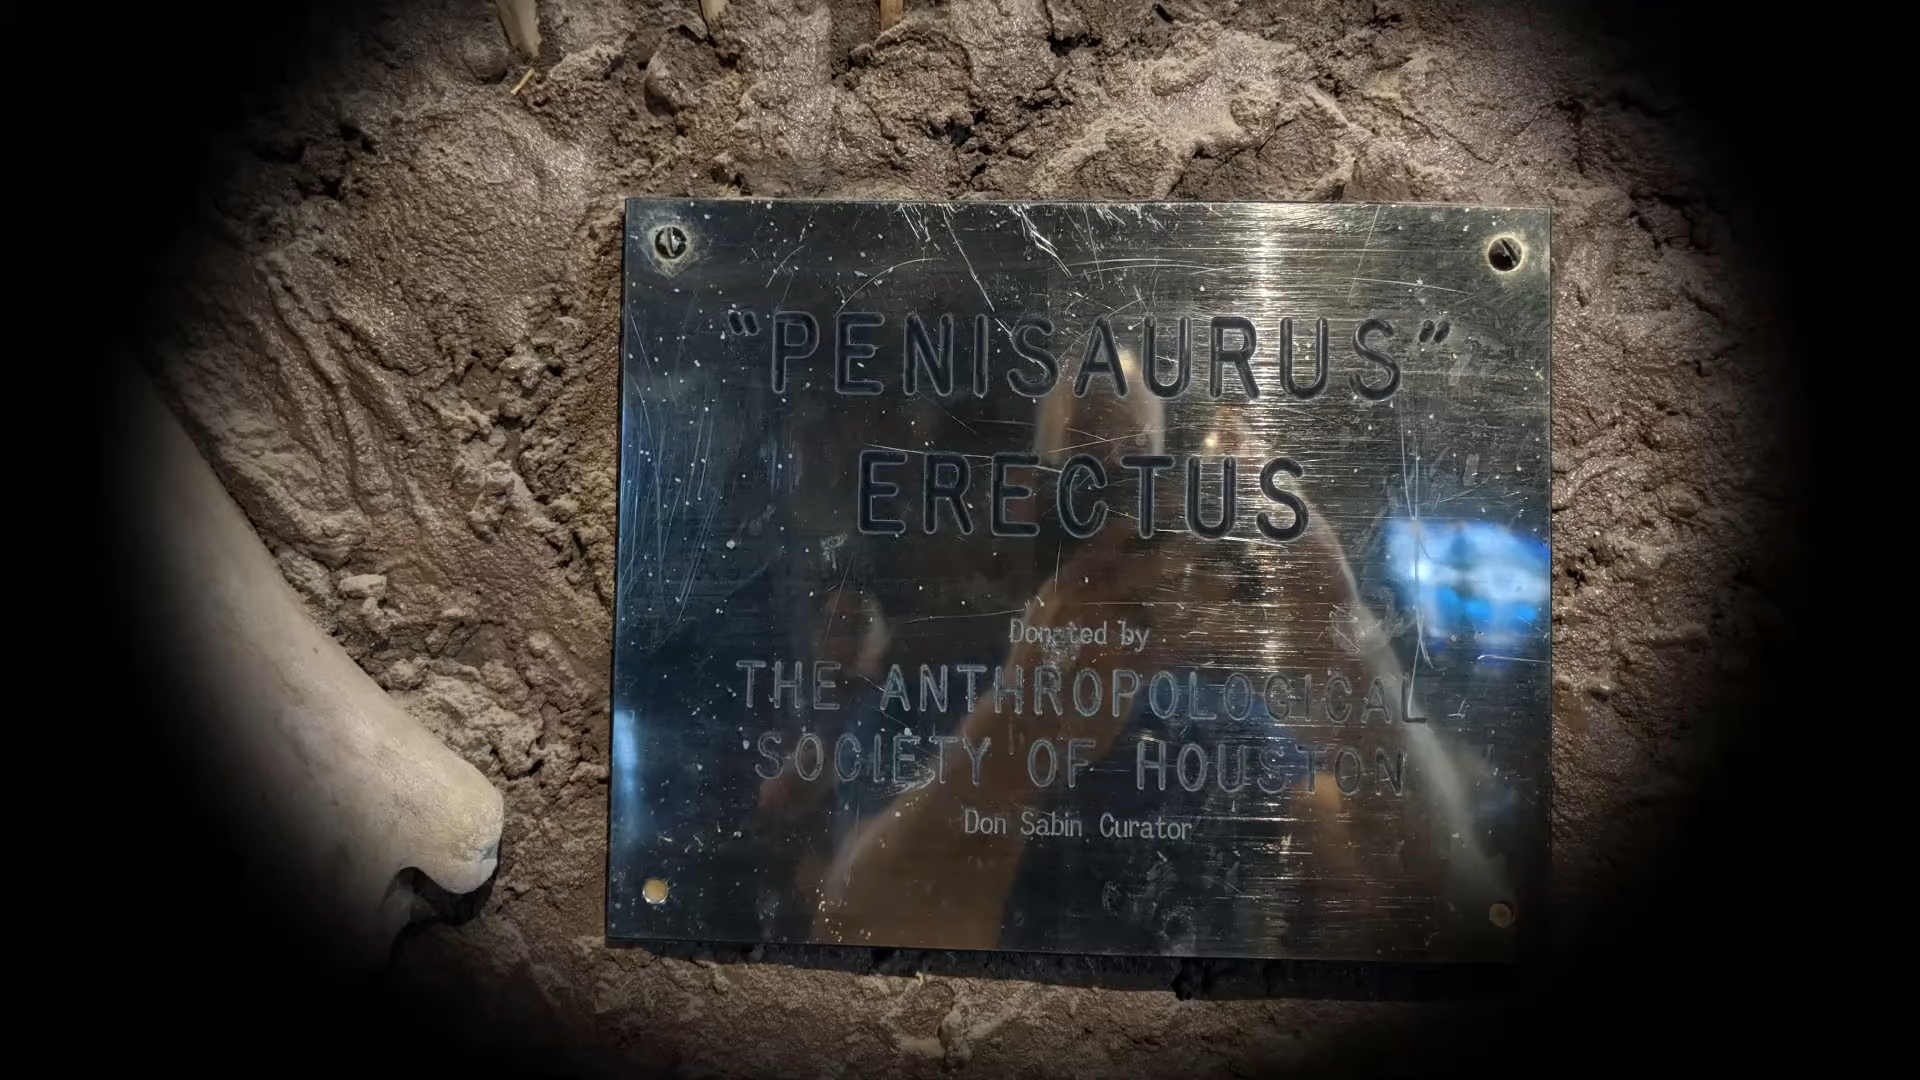 "PENISAURUS"
ERECTUS
Donated by
THE ANTHROPOLOGICAL
SOCIETY OF HOUSTON
Don Sabin Curator